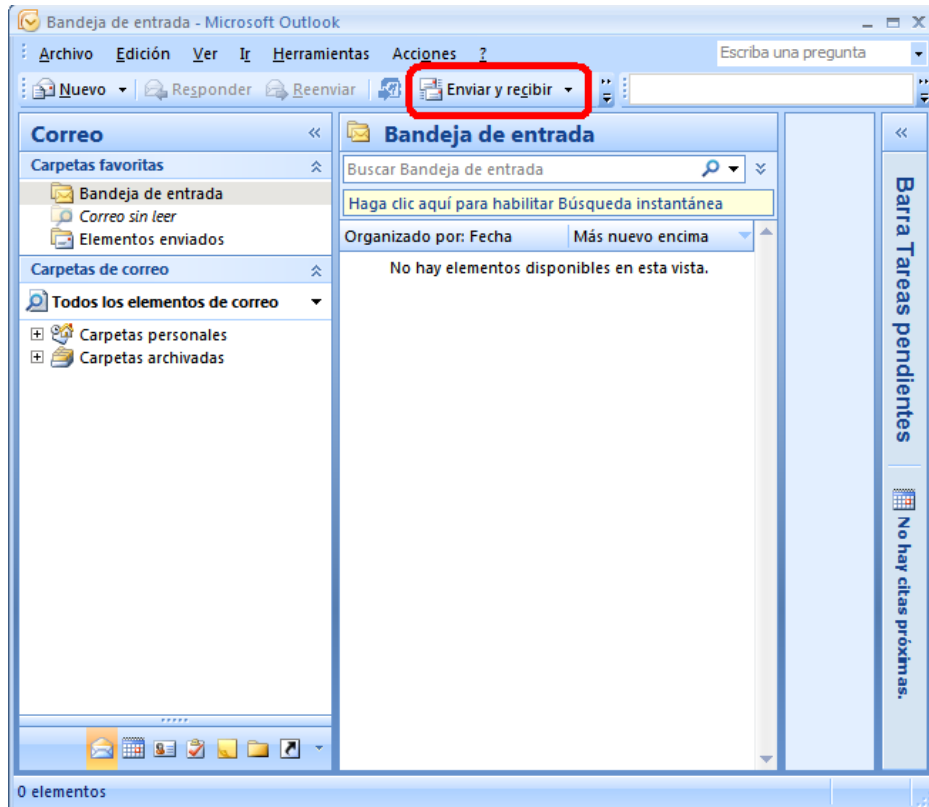 Bandeja de entrada - Microsoft Outlook
Archivo Edición Ver Ir Herramientas Acciones ? Escriba una pregunta
Nuevo Responder Reenviar Enviar y recibir
Correo «
Carpetas favoritas
Bandeja de entrada
Correo sin leer
Elementos enviados
Carpetas de correo
Todos los elementos de correo
Carpetas personales
Carpetas archivadas
Bandeja de entrada
Buscar Bandeja de entrada
Haga clic aquí para habilitar Búsqueda instantánea
Organizado por: Fecha Más nuevo encima
No hay elementos disponibles en esta vista.
«
Barra Tareas pendientes
No hay citas próximas.
0 elementos